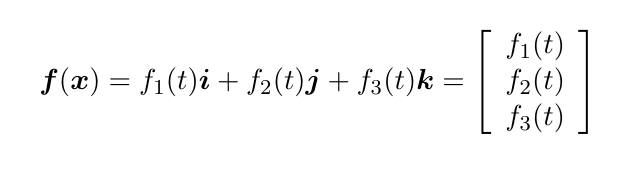 𝒇(𝒙) = f₁(t)𝒊 + f₂(t)𝒋 + f₃(t)𝒌 = [ f₁(t) f₂(t) f₃(t) ]